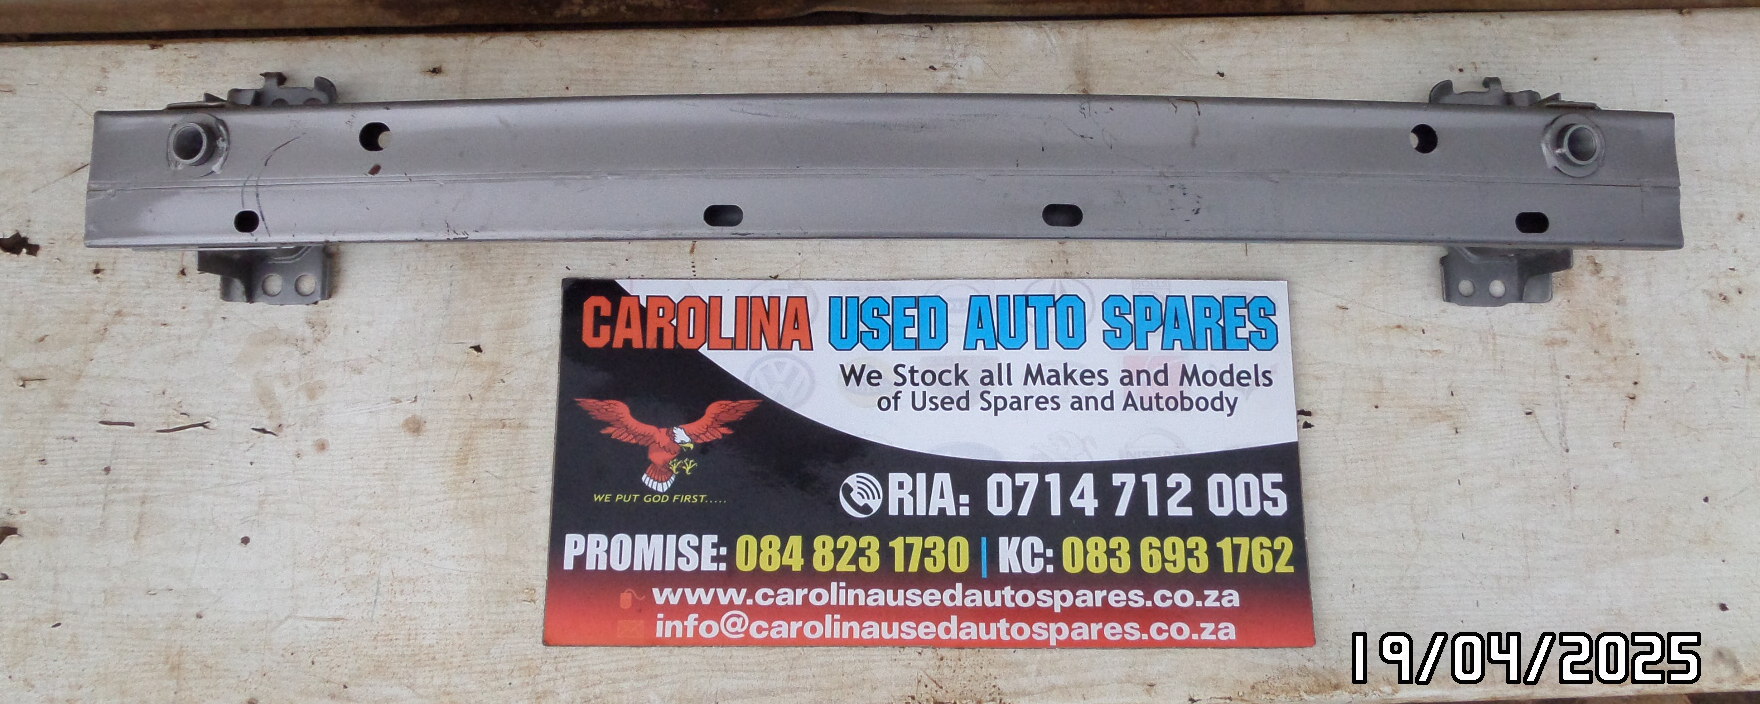 CAROLINA USED AUTO SPARES
We Stock all Makes and Models
of Used Spares and Autobody
WE PUT GOD FIRST.....
RIA: 0714 712 005
PROMISE: 084 823 1730 | KC: 083 693 1762
www.carolinausedautospares.co.za
info@carolinausedautospares.co.za
19/04/2025